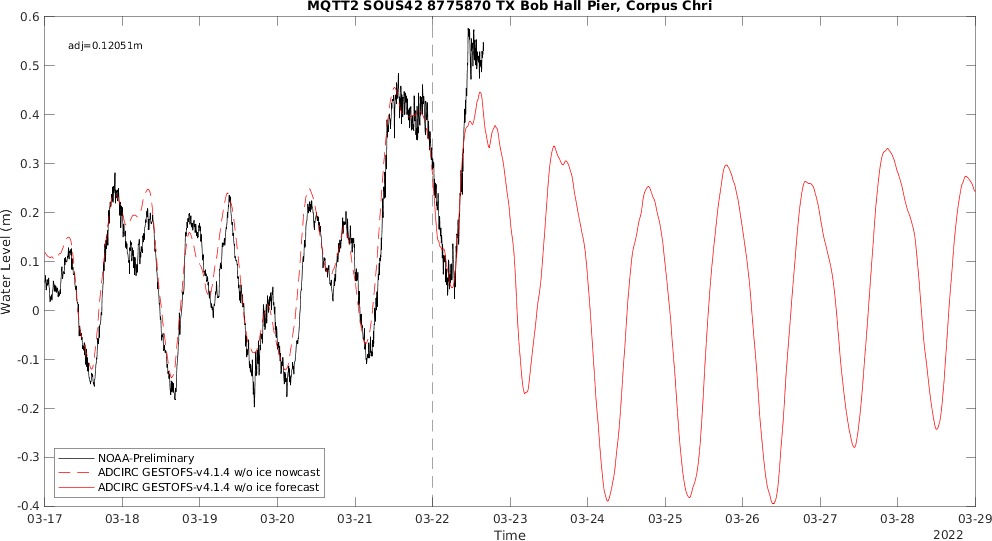 MQTT2 SOUS42 8775870 TX Bob Hall Pier, Corpus Chri
adj=0.12051m
Water Level (m)
0.6
0.5
0.4
0.3
0.2
0.1
0
-0.1
-0.2
-0.3
-0.4
NOAA-Preliminary
ADCIRC GESTOFS-v4.1.4 w/o ice nowcast
ADCIRC GESTOFS-v4.1.4 w/o ice forecast
03-17 03-18 03-19 03-20 03-21 03-22 03-23 03-24 03-25 03-26 03-27 03-28 03-29
Time
2022